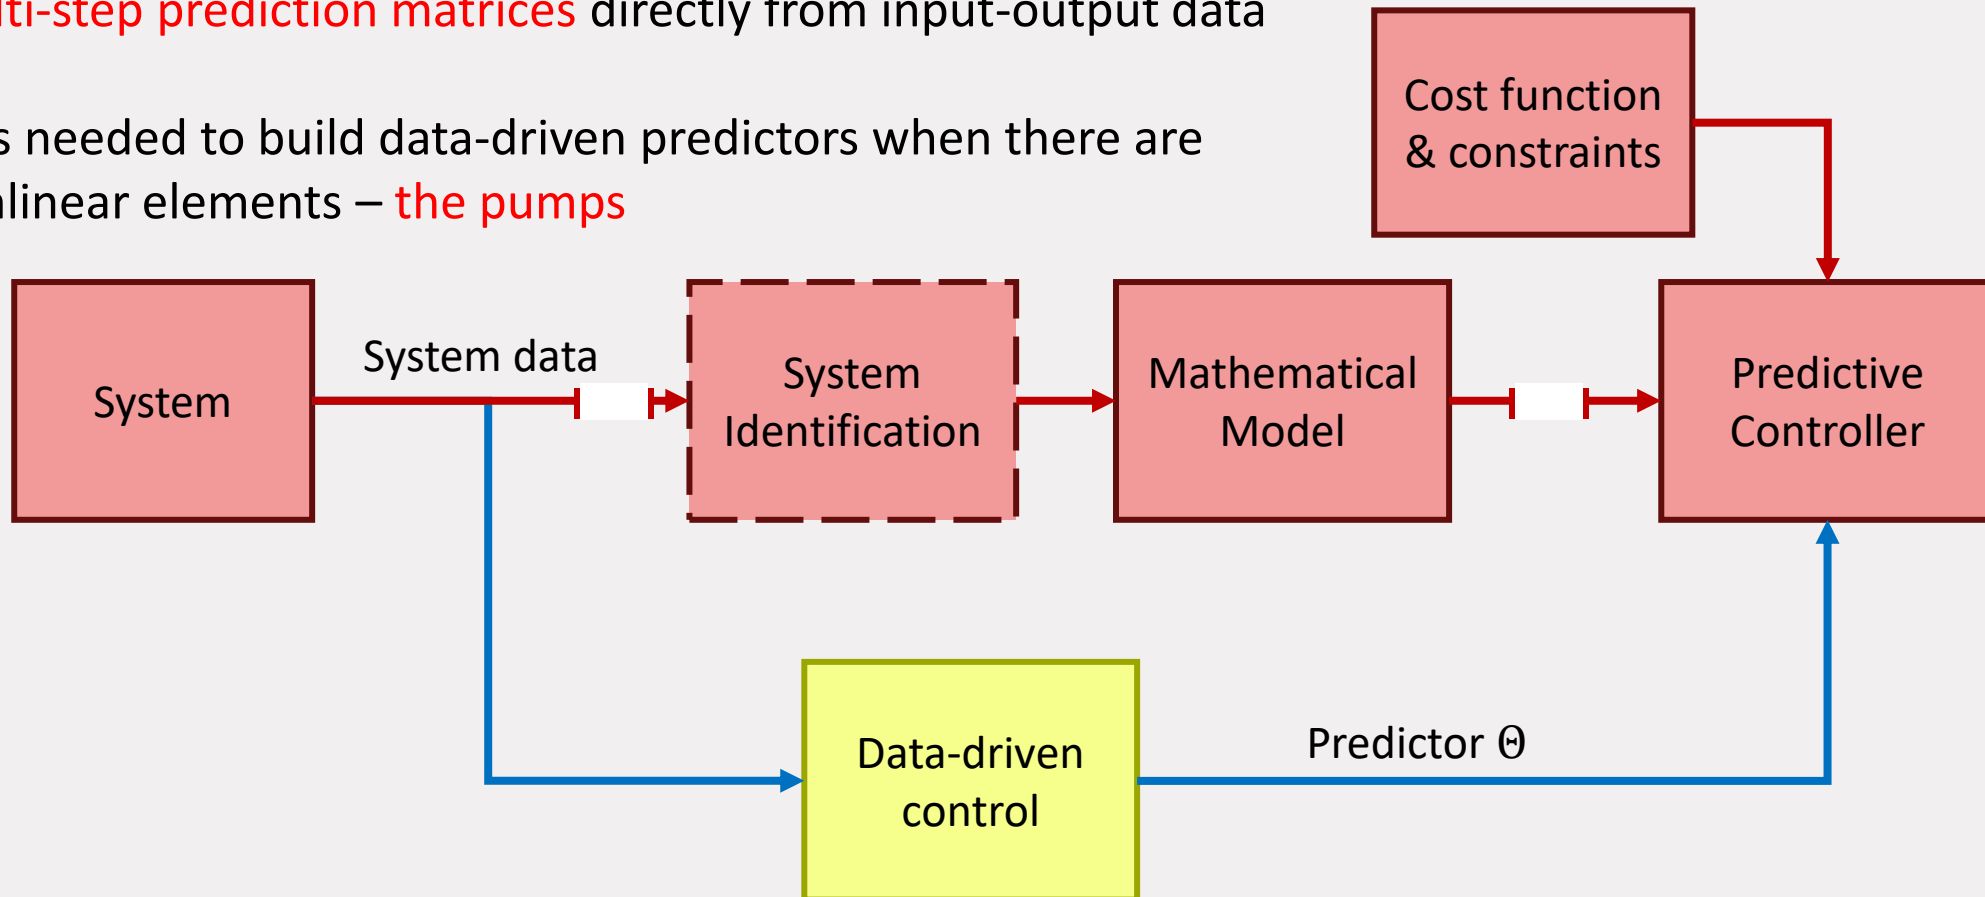 lti-step prediction matrices directly from input-output data
s needed to build data-driven predictors when there are
linear elements – the pumps
Cost function
& constraints
System data
System
System
Identification
Mathematical
Model
Predictive
Controller
Data-driven
control
Predictor Θ